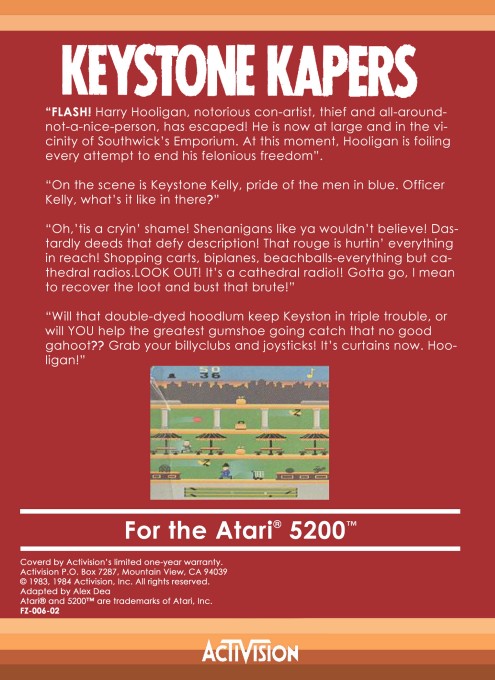 KEYSTONE KAPERS
“FLASH! Harry Hooligan, notorious con-artist, thief and all-around-
not-a-nice-person, has escaped! He is now at large and in the vi-
cinity of Southwick’s Emporium. At this moment, Hooligan is foiling
every attempt to end his felonious freedom”.
“On the scene is Keystone Kelly, pride of the men in blue. Officer
Kelly, what’s it like in there?”
“Oh,’tis a cryin’ shame! Shenanigans like ya wouldn’t believe! Das-
tardly deeds that defy description! That rouge is hurtin’ everything
in reach! Shopping carts, biplanes, beachballs-everything but ca-
thedral radios.LOOK OUT! It’s a cathedral radio!! Gotta go, I mean
to recover the loot and bust that brute!”
“Will that double-dyed hoodlum keep Keyston in triple trouble, or
will YOU help the greatest gumshoe going catch that no good
gahoot?? Grab your billyclubs and joysticks! It’s curtains now. Hoo-
ligan!”
50
36
For the Atari® 5200™
Coverd by Activision’s limited one-year warranty.
Activision P.O. Box 7287, Mountain View, CA 94039
© 1983, 1984 Activision, Inc. All rights reserved.
Adapted by Alex Dea
Atari® and 5200™ are trademarks of Atari, Inc.
FZ-006-02
ACTIVISION